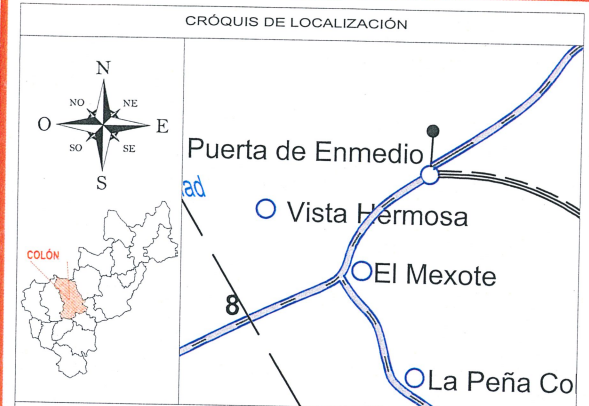 CRÓQUIS DE LOCALIZACIÓN
N
NO NE
O E
SO SE
S
COLÓN
Puerta de Enmedio
ad
Vista Hermosa
El Mexote
8
La Peña Col